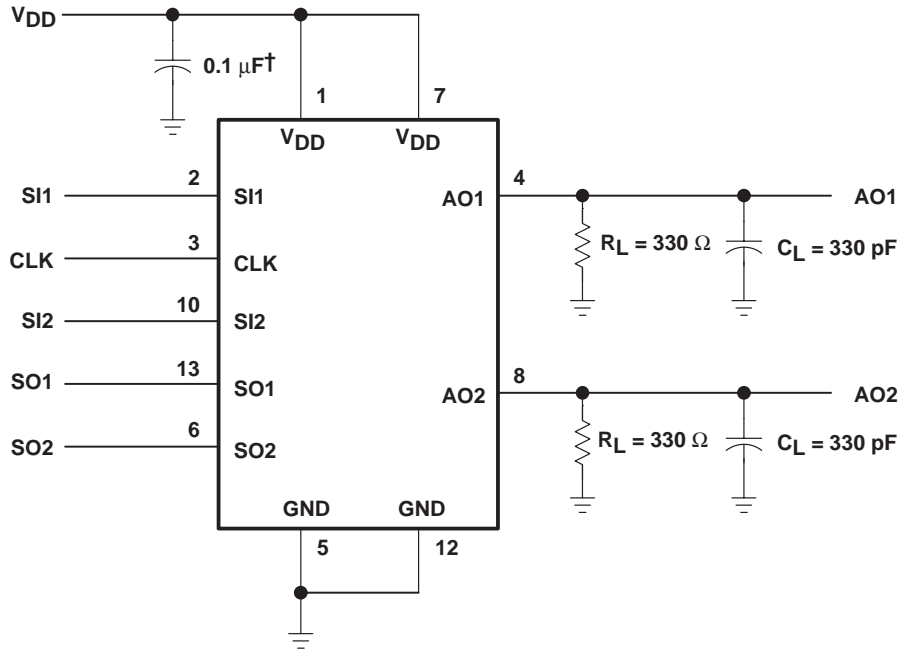 VDD
0.1 µF†
1
7
VDD
VDD
SI1
2
SI1
CLK
3
CLK
SI2
10
SI2
SO1
13
SO1
SO2
6
SO2
AO1
4
AO1
RL = 330 Ω
CL = 330 pF
AO2
8
AO2
RL = 330 Ω
CL = 330 pF
GND
GND
5
12